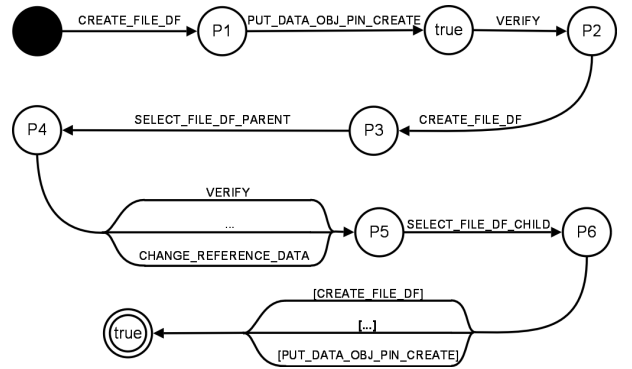 CREATE_FILE_DF
P1
PUT_DATA_OBJ_PIN_CREATE
true
VERIFY
P2
P4
SELECT_FILE_DF_PARENT
P3
CREATE_FILE_DF
VERIFY
...
CHANGE_REFERENCE_DATA
P5
SELECT_FILE_DF_CHILD
P6
true
[CREATE_FILE_DF]
[...]
[PUT_DATA_OBJ_PIN_CREATE]